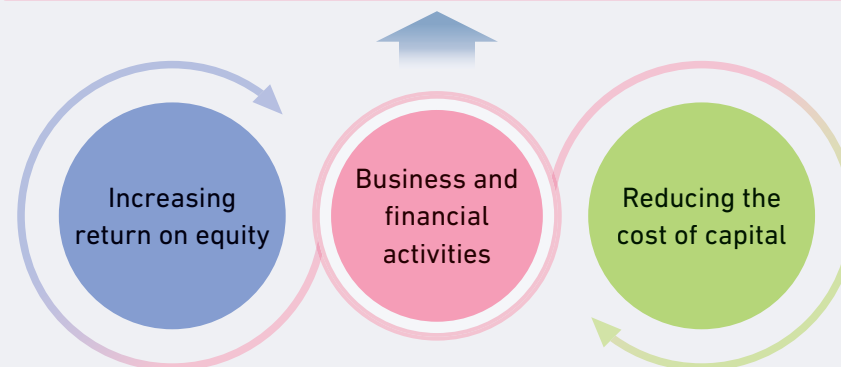 Increasing
return on equity
Business and
financial
activities
Reducing the
cost of capital